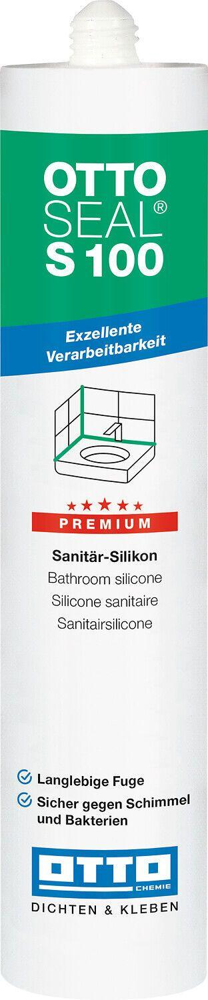 OTTO
SEAL®
S 100
Exzellente
Verarbeitbarkeit
PREMIUM
Sanitär-Silikon
Bathroom silicone
Silicone sanitaire
Sanitairsilicone
Langlebige Fuge
Sicher gegen Schimmel
und Bakterien
OTTO
CHEMIE
DICHTEN & KLEBEN